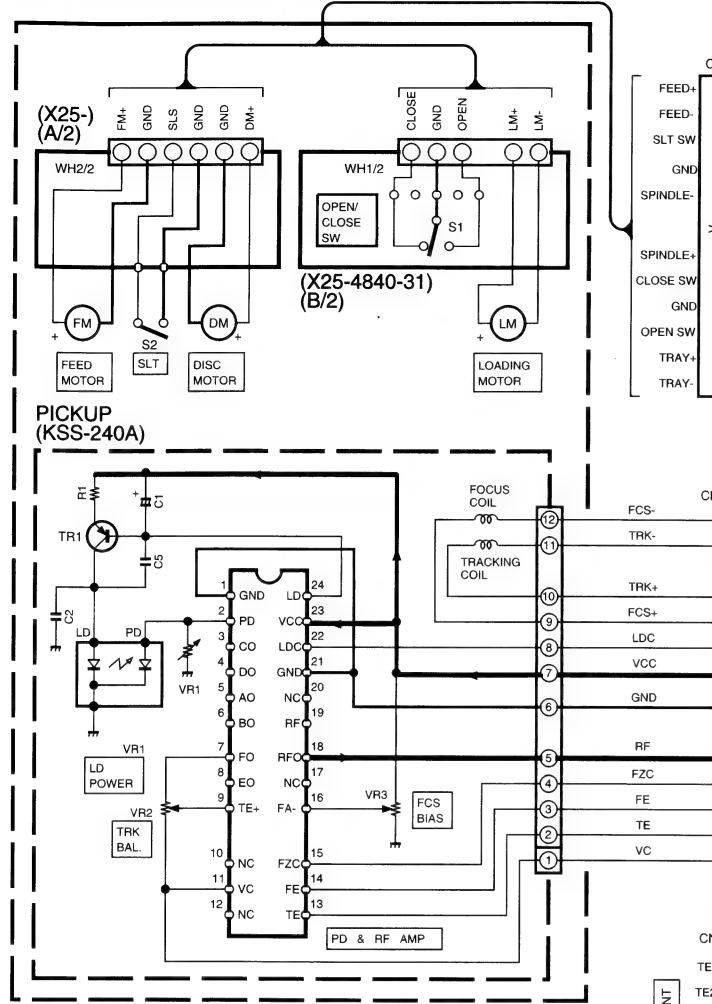 (X25-)
(A/2)
FM+
GND
SLS
GND
GND
DM+
WH2/2
CLOSE
GND
OPEN
LM+
LM-
WH1/2
OPEN/
CLOSE
SW
S1
(X25-4840-31)
(B/2)
FEED+
FEED-
SLT SW
GND
SPINDLE-
SPINDLE+
CLOSE SW
GND
OPEN SW
TRAY+
TRAY-
FM
+
S2
DM
+
LM
+
FEED
MOTOR
SLT
DISC
MOTOR
LOADING
MOTOR
PICKUP
(KSS-240A)
R1
+
C1
TR1
C5
C2
LD
PD
VR1
FOCUS
COIL
TRACKING
COIL
1 GND
2 PD
3 CO
4 DO
5 AO
6 BO
7 FO
8 EO
9 TE+
10 NC
11 VC
12 NC
24 LD
23 VCC
22 LDC
21 GND
20 NC
19 RF
18 RFO
17 NC
16 FA-
15 FZC
14 FE
13 TE
VR1
LD
POWER
VR2
TRK
BAL.
VR3
FCS
BIAS
PD & RF AMP
12 FCS-
11 TRK-
10 TRK+
9 FCS+
8 LDC
7 VCC
6 GND
5 RF
4 FZC
3 FE
2 TE
1 VC
C
CN
TE
TE2
NT